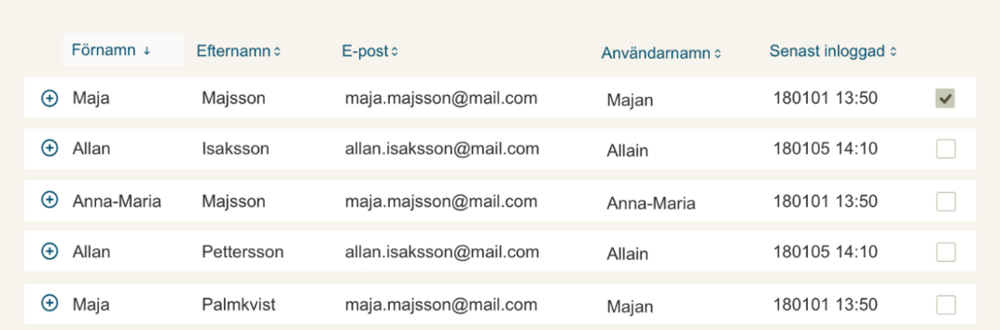 Förnamn Efternamn E-post Användarnamn Senast inloggad
Maja Majsson maja.majsson@mail.com Majan 180101 13:50
Allan Isaksson allan.isaksson@mail.com Allain 180105 14:10
Anna-Maria Majsson maja.majsson@mail.com Anna-Maria 180101 13:50
Allan Pettersson allan.isaksson@mail.com Allain 180105 14:10
Maja Palmkvist maja.majsson@mail.com Majan 180101 13:50